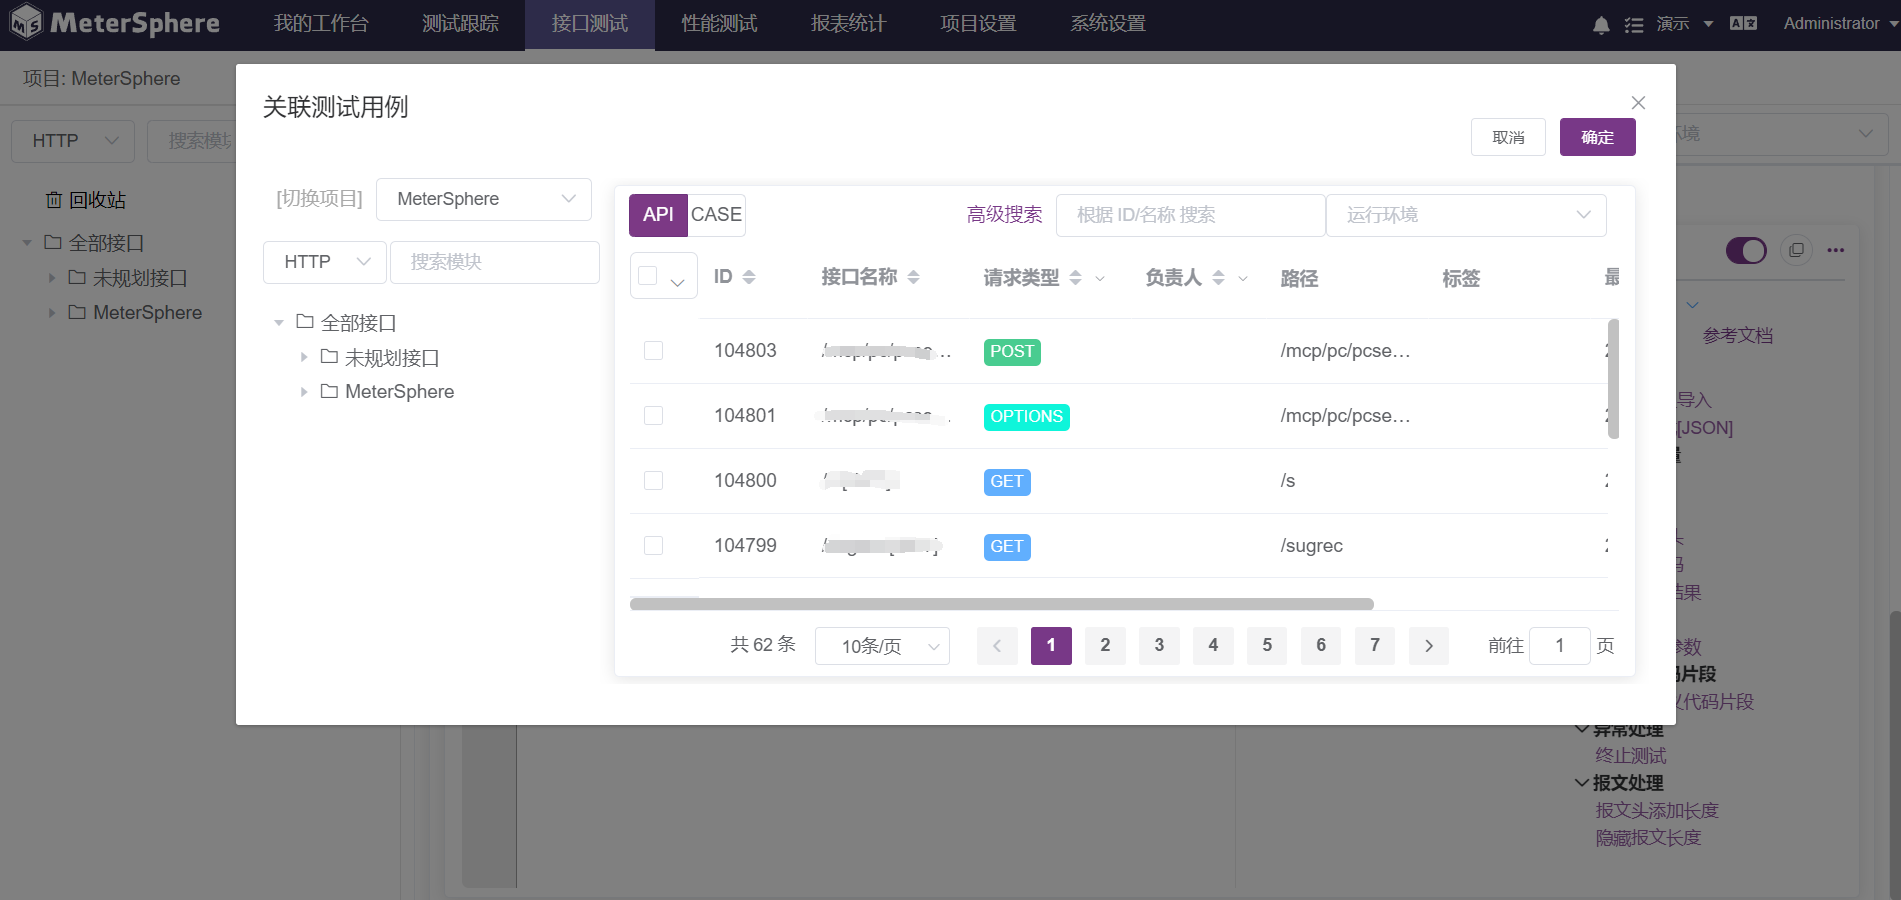 MeterSphere
我的工作台
测试跟踪
接口测试
性能测试
报表统计
项目设置
系统设置
演示
Administrator
项目: MeterSphere
HTTP
搜索模块
回收站
全部接口
未规划接口
MeterSphere
关联测试用例
取消
确定
[切换项目]
MeterSphere
HTTP
搜索模块
全部接口
未规划接口
MeterSphere
API
CASE
高级搜索
根据 ID/名称 搜索
运行环境
ID
接口名称
请求类型
负责人
路径
标签
最
104803
POST
/mcp/pc/pcse…
104801
OPTIONS
/mcp/pc/pcse…
104800
GET
/s
104799
GET
/sugrec
共 62 条
10条/页
1
2
3
4
5
6
7
前往
1
页
环境
参考文档
导入
[JSON]
结果
参数
码片段
代码片段
异常处理
终止测试
报文处理
报文头添加长度
隐藏报文长度